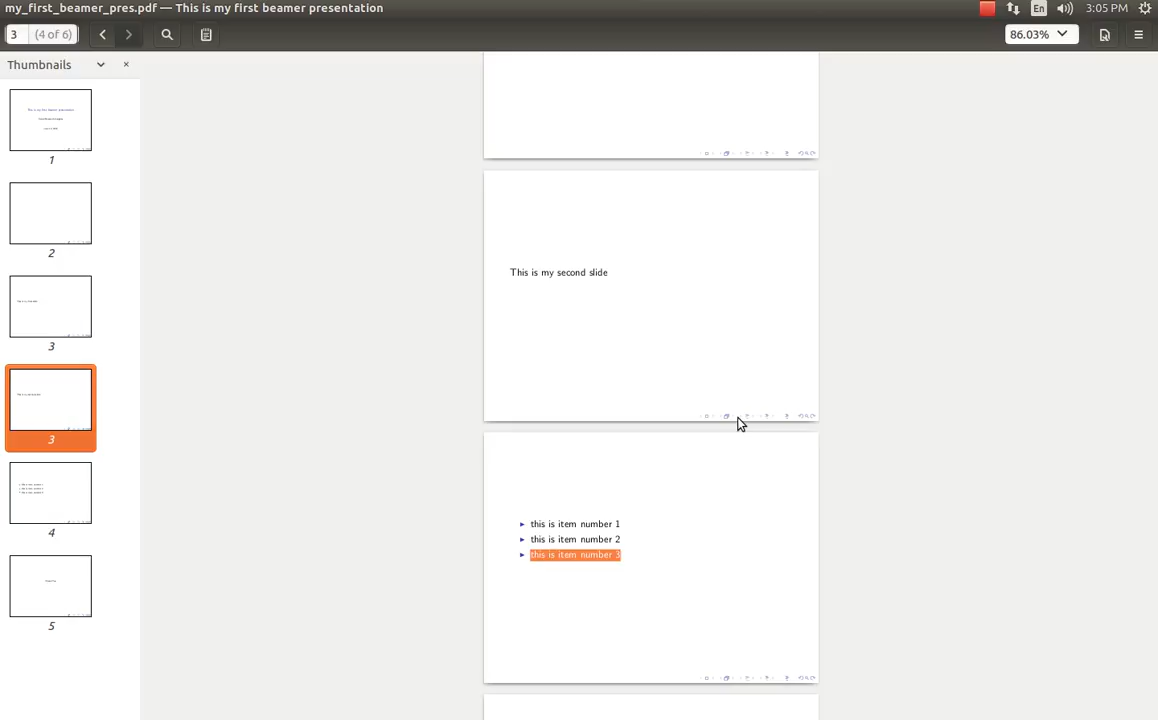 my_first_beamer_pres.pdf — This is my first beamer presentation
En
3:05 PM
3 (4 of 6)
86.03%
Thumbnails
1
2
3
3
4
5
This is my second slide
this is item number 1
this is item number 2
this is item number 3